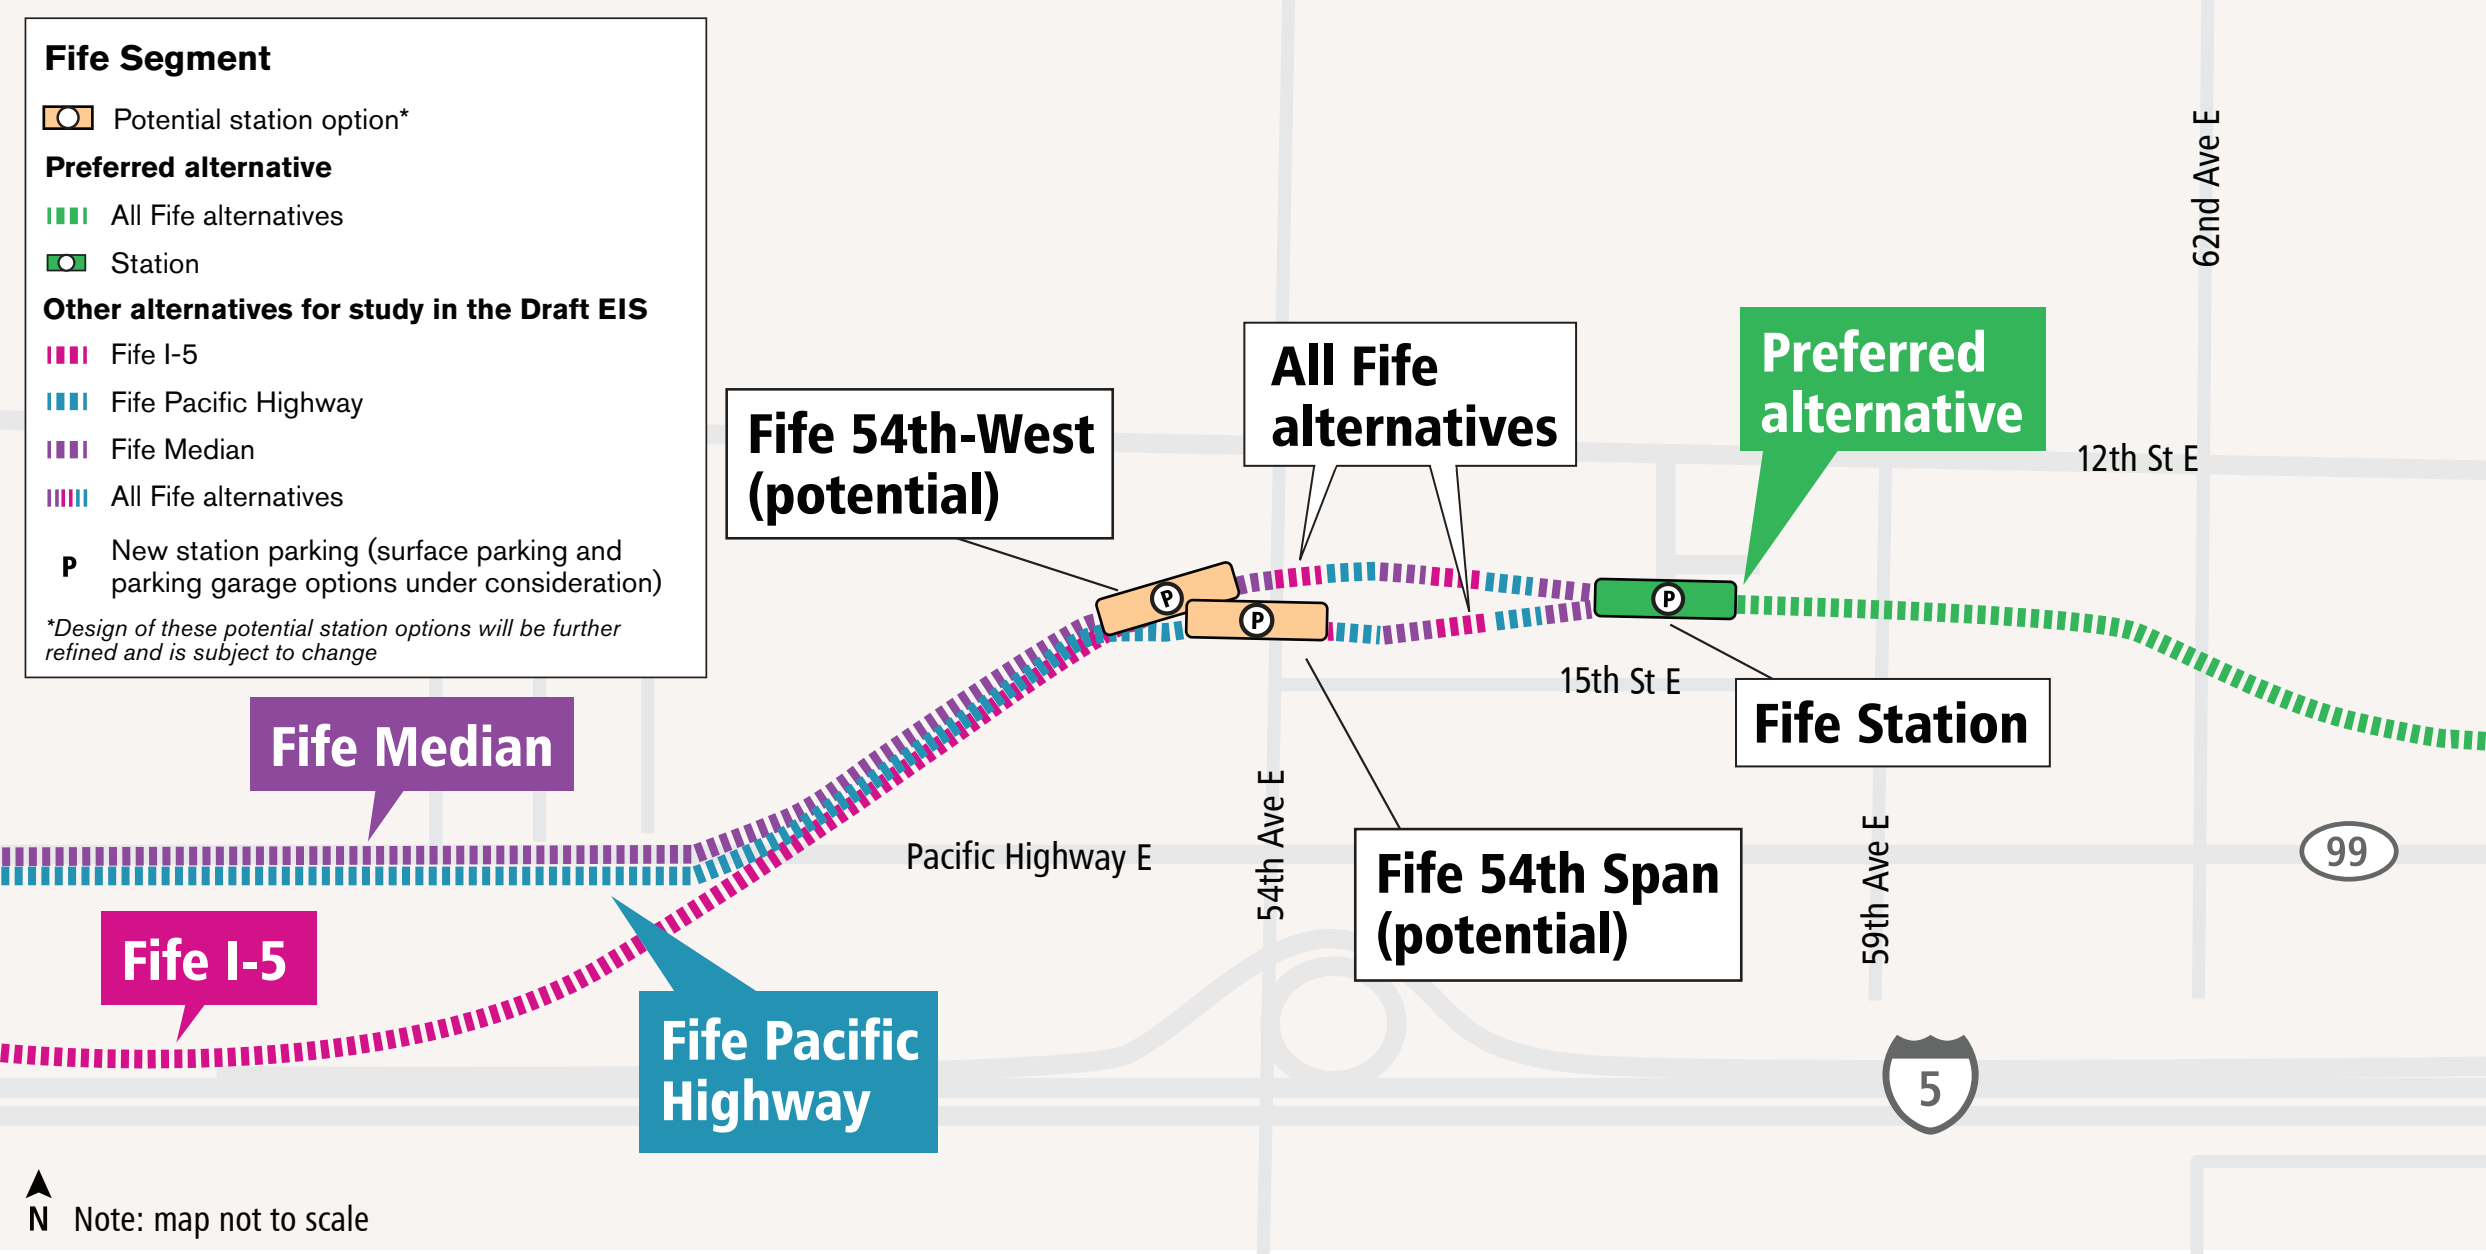 Fife Segment
Potential station option*
Preferred alternative
All Fife alternatives
Station
Other alternatives for study in the Draft EIS
Fife I-5
Fife Pacific Highway
Fife Median
All Fife alternatives
P
New station parking (surface parking and
parking garage options under consideration)
*Design of these potential station options will be further
refined and is subject to change
62nd Ave E
Preferred
alternative
All Fife
alternatives
Fife 54th-West
(potential)
12th St E
P
P
P
15th St E
Fife Station
Fife Median
54th Ave E
Pacific Highway E
59th Ave E
99
Fife 54th Span
(potential)
Fife I-5
Fife Pacific
Highway
5
N
Note: map not to scale